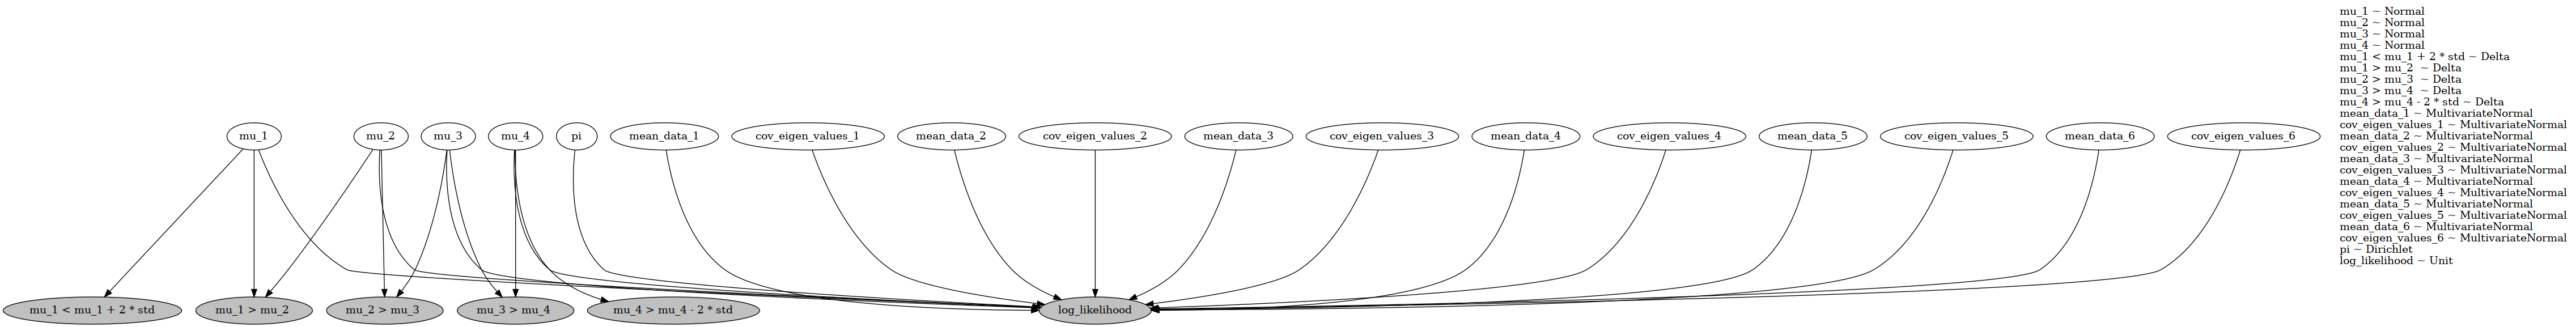 mu_1
mu_2
mu_3
mu_4
pi
mean_data_1
cov_eigen_values_1
mean_data_2
cov_eigen_values_2
mean_data_3
cov_eigen_values_3
mean_data_4
cov_eigen_values_4
mean_data_5
cov_eigen_values_5
mean_data_6
cov_eigen_values_6
mu_1 < mu_1 + 2 * std
mu_1 > mu_2
mu_2 > mu_3
mu_3 > mu_4
mu_4 > mu_4 - 2 * std
log_likelihood
mu_1 ~ Normal
mu_2 ~ Normal
mu_3 ~ Normal
mu_4 ~ Normal
mu_1 < mu_1 + 2 * std ~ Delta
mu_1 > mu_2  ~ Delta
mu_2 > mu_3  ~ Delta
mu_3 > mu_4  ~ Delta
mu_4 > mu_4 - 2 * std ~ Delta
mean_data_1 ~ MultivariateNormal
cov_eigen_values_1 ~ MultivariateNormal
mean_data_2 ~ MultivariateNormal
cov_eigen_values_2 ~ MultivariateNormal
mean_data_3 ~ MultivariateNormal
cov_eigen_values_3 ~ MultivariateNormal
mean_data_4 ~ MultivariateNormal
cov_eigen_values_4 ~ MultivariateNormal
mean_data_5 ~ MultivariateNormal
cov_eigen_values_5 ~ MultivariateNormal
mean_data_6 ~ MultivariateNormal
cov_eigen_values_6 ~ MultivariateNormal
pi ~ Dirichlet
log_likelihood ~ Unit